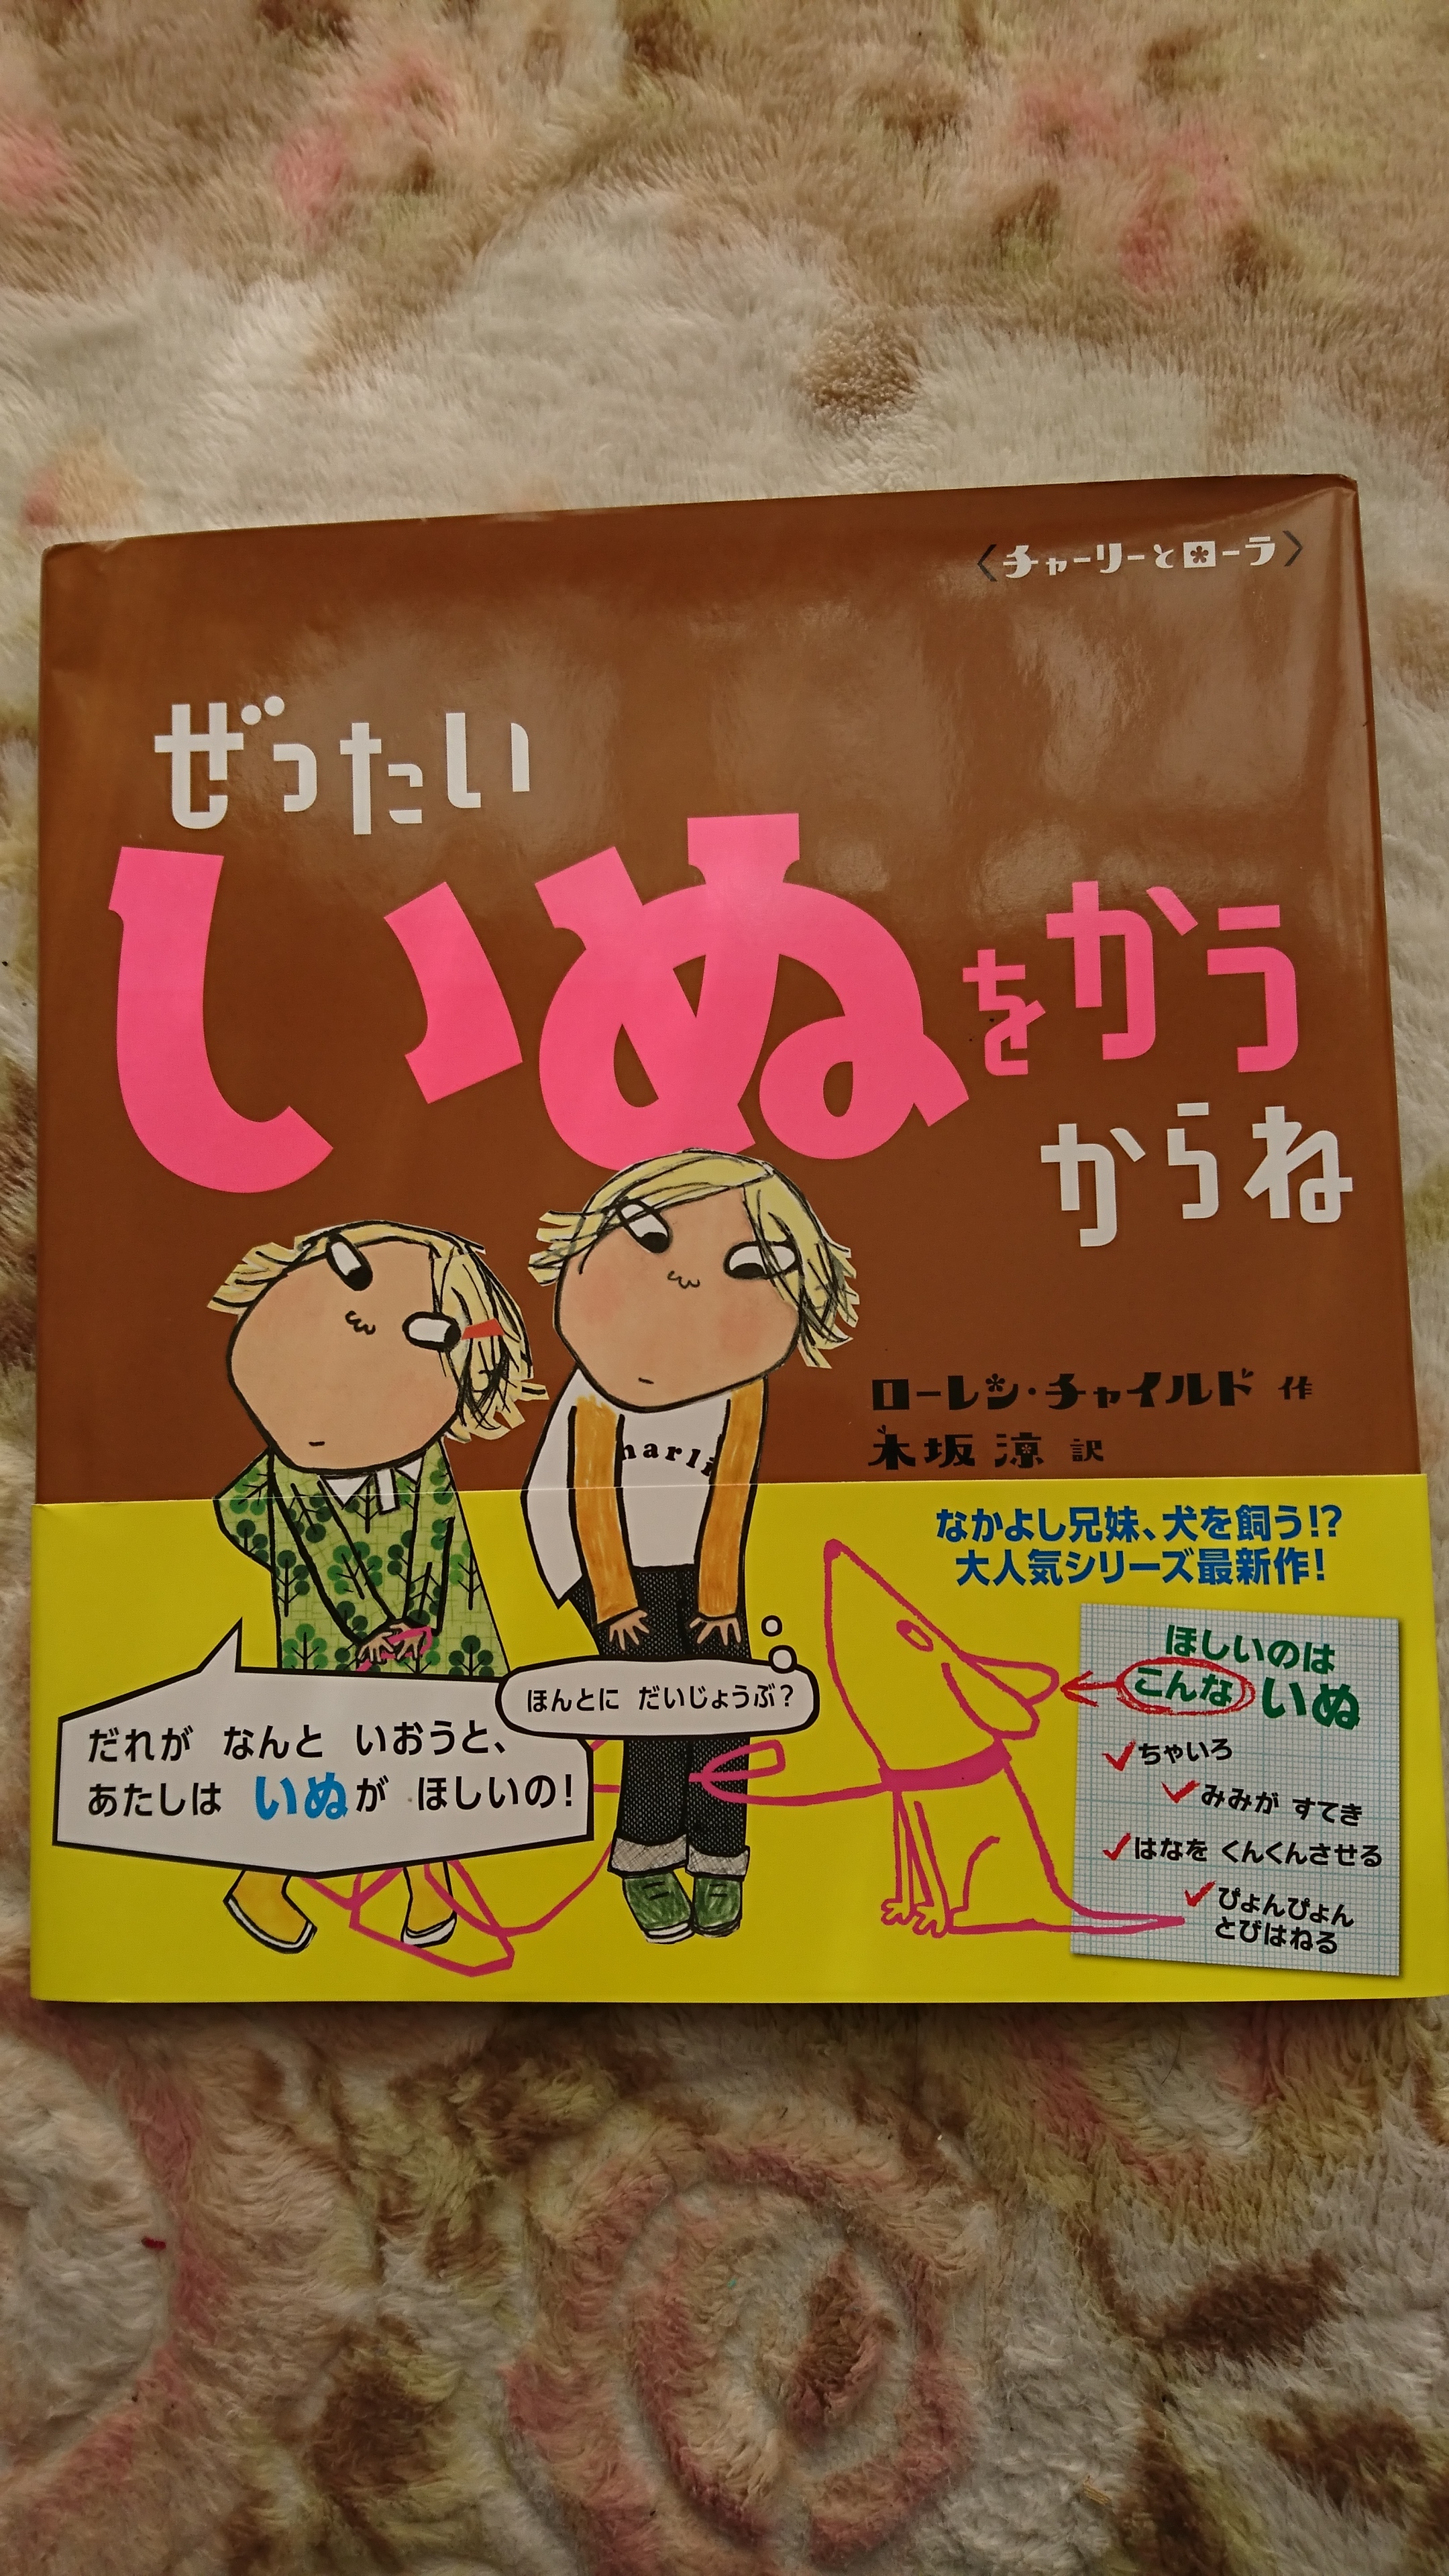 〈チャーリーとローラ〉
ぜったい
いぬをかう
からね
ローレン・チャイルド 作
木坂 涼 訳
harli
なかよし兄妹、犬を飼う!?
大人気シリーズ最新作!
ほしいのは
こんな いぬ
ちゃいろ
みみが すてき
はなを くんくんさせる
ぴょんぴょん
とびはねる
ほんとに だいじょうぶ?
だれが なんと いおうと、
あたしは いぬが ほしいの!